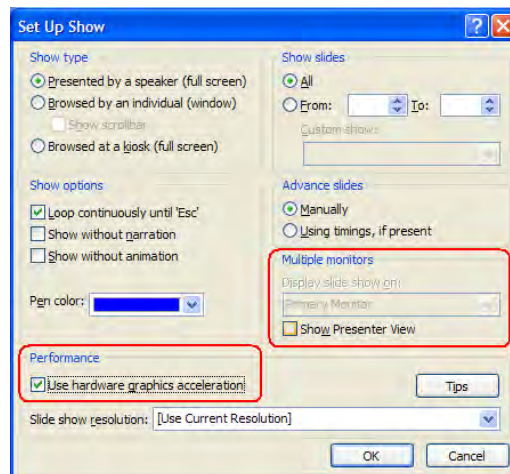 Set Up Show
Show type
Presented by a speaker (full screen)
Browsed by an individual (window)
Show scrollbar
Browsed at a kiosk (full screen)
Show slides
All
From: To:
Custom show:
Show options
Loop continuously until 'Esc'
Show without narration
Show without animation
Pen color:
Advance slides
Manually
Using timings, if present
Multiple monitors
Display slide show on:
Primary Monitor
Show Presenter View
Performance
Use hardware graphics acceleration
Tips
Slide show resolution: [Use Current Resolution]
OK Cancel